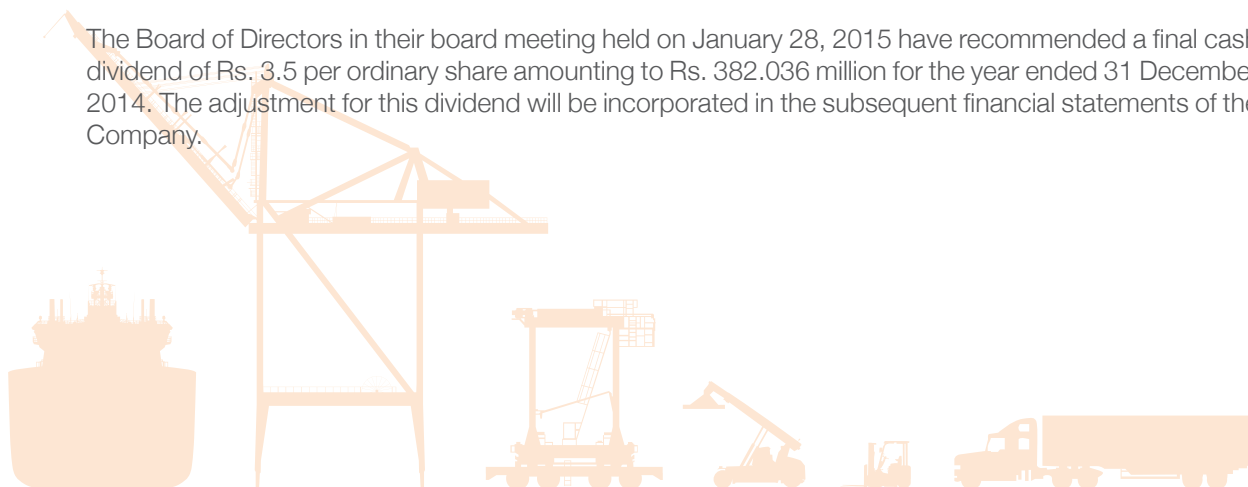 The Board of Directors in their board meeting held on January 28, 2015 have recommended a final cash
dividend of Rs. 3.5 per ordinary share amounting to Rs. 382.036 million for the year ended 31 Decembe
2014. The adjustment for this dividend will be incorporated in the subsequent financial statements of the
Company.